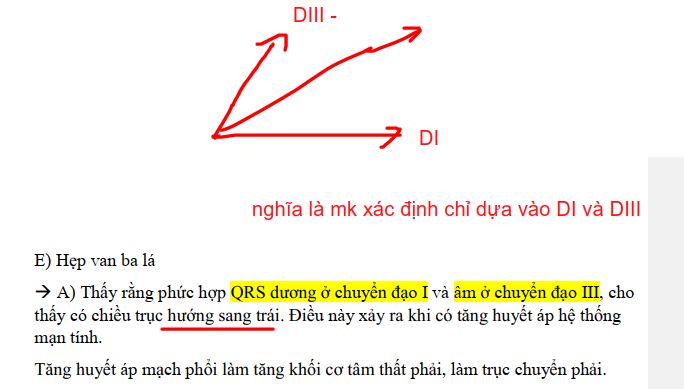 DIII -
DI
nghĩa là mk xác định chỉ dựa vào DI và DIII
E) Hẹp van ba lá
→ A) Thấy rằng phức hợp QRS dương ở chuyển đạo I và âm ở chuyển đạo III, cho
thấy có chiều trục hướng sang trái. Điều này xảy ra khi có tăng huyết áp hệ thống
mạn tính.
Tăng huyết áp mạch phổi làm tăng khối cơ tâm thất phải, làm trục chuyển phải.